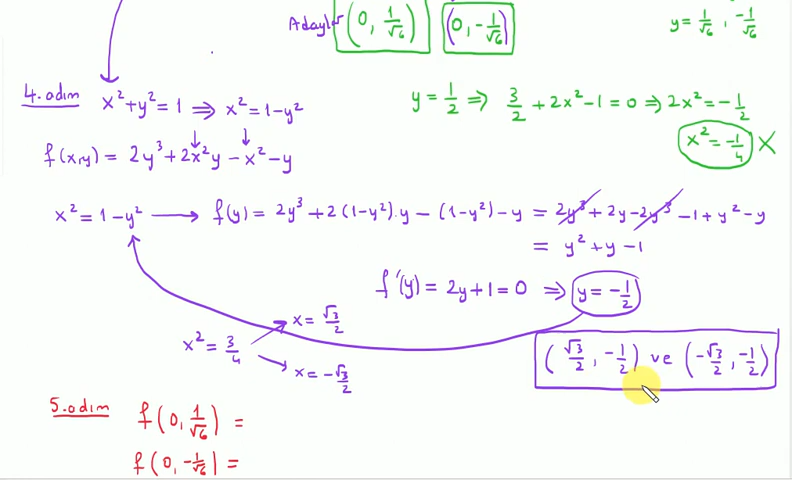 Adaylar (0, 1/√6) (0, -1/√6)
y = 1/√6, -1/√6
4. adım x² + y² = 1 ⇒ x² = 1 - y²
y = 1/2 ⇒ 3/2 + 2x² - 1 = 0 ⇒ 2x² = -1/2
x² = -1/4 X
f(x,y) = 2y³ + 2x²y - x² - y
x² = 1 - y² → f(y) = 2y³ + 2(1-y²).y - (1-y²) - y = 2y³ + 2y - 2y³ - 1 + y² - y
= y² + y - 1
f'(y) = 2y + 1 = 0 ⇒ y = -1/2
x² = 3/4
x = √3/2
x = -√3/2
(√3/2, -1/2) ve (-√3/2, -1/2)
5. adım f(0, 1/√6) =
f(0, -1/√6) =